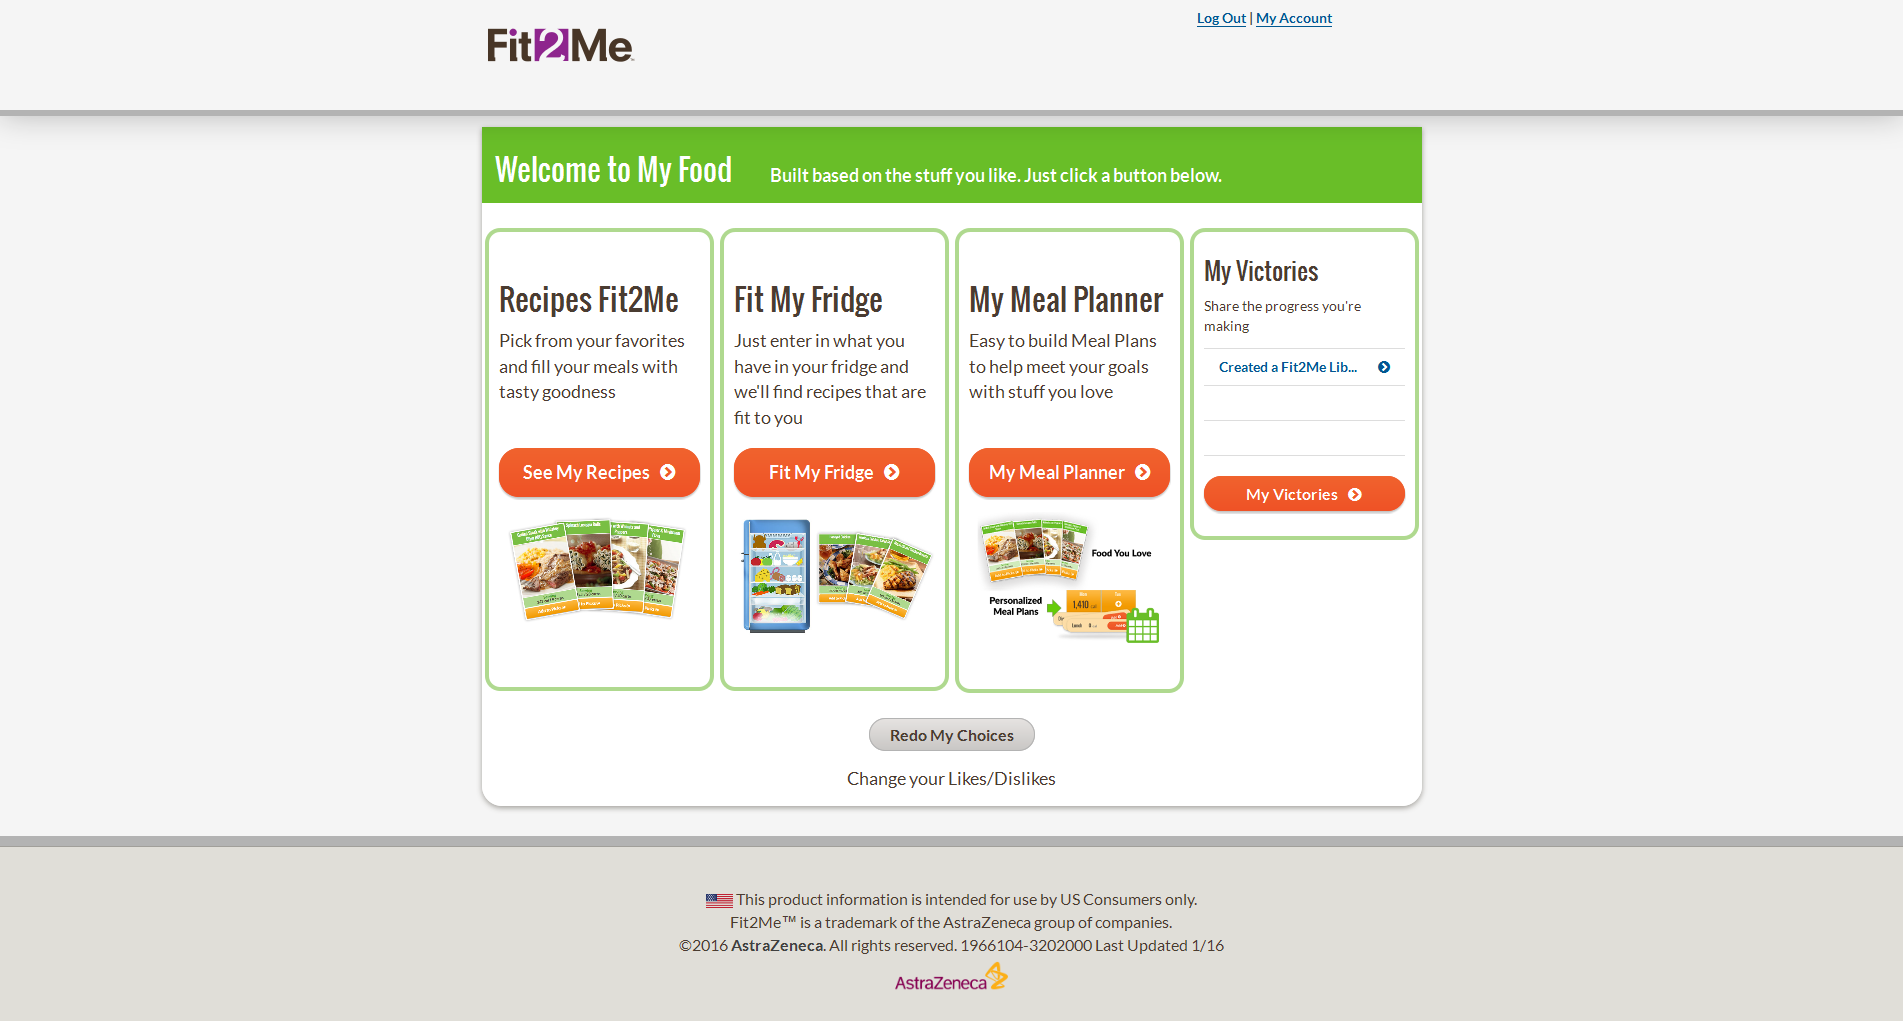 Log Out | My Account
Fit2Me
Welcome to My Food
Built based on the stuff you like. Just click a button below.
Recipes Fit2Me
Pick from your favorites
and fill your meals with
tasty goodness
See My Recipes
Fit My Fridge
Just enter in what you
have in your fridge and
we'll find recipes that are
fit to you
Fit My Fridge
My Meal Planner
Easy to build Meal Plans
to help meet your goals
with stuff you love
My Meal Planner
Food You Love
Personalized
Meal Plans
1,410
My Victories
Share the progress you're
making
Created a Fit2Me Lib...
My Victories
Redo My Choices
Change your Likes/Dislikes
This product information is intended for use by US Consumers only.
Fit2Me™ is a trademark of the AstraZeneca group of companies.
©2016 AstraZeneca. All rights reserved. 1966104-3202000 Last Updated 1/16
AstraZeneca